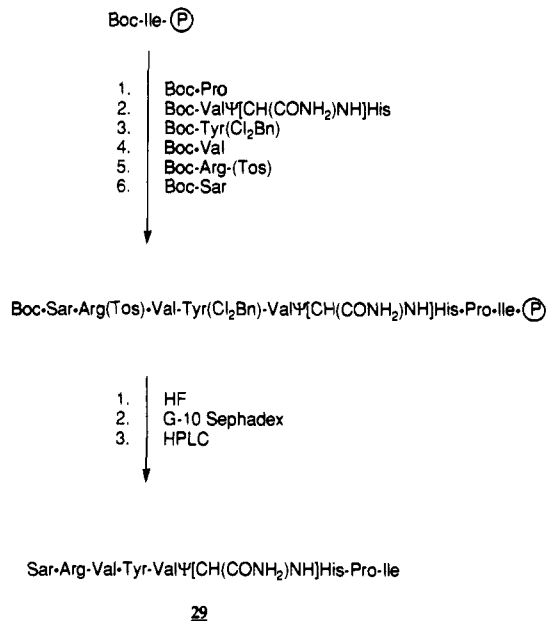 Boc-Ile-Ⓟ
1. Boc•Pro
2. Boc-ValΨ[CH(CONH₂)NH]His
3. Boc-Tyr(Cl₂Bn)
4. Boc•Val
5. Boc-Arg-(Tos)
6. Boc-Sar
Boc•Sar•Arg(Tos)•Val-Tyr(Cl₂Bn)-ValΨ[CH(CONH₂)NH]His•Pro•Ile•Ⓟ
1. HF
2. G-10 Sephadex
3. HPLC
Sar•Arg-Val•Tyr-ValΨ[CH(CONH₂)NH]His-Pro-Ile
29